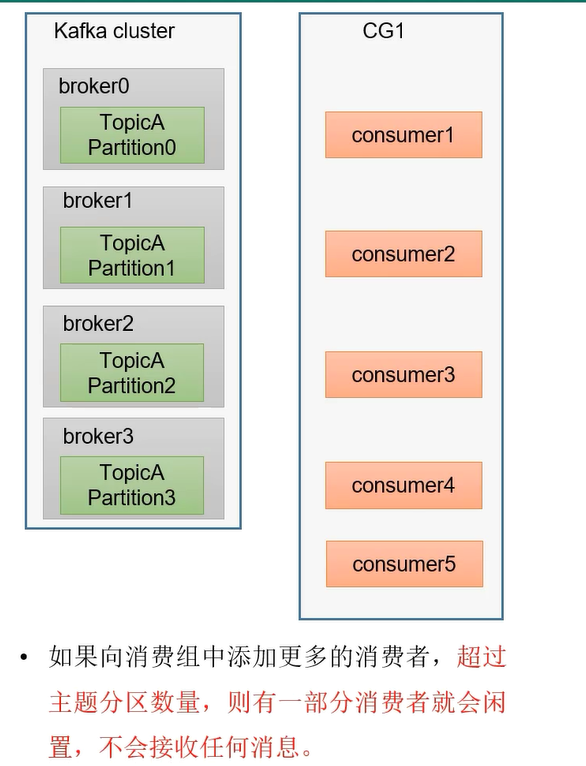 Kafka cluster
broker0
TopicA
Partition0
broker1
TopicA
Partition1
broker2
TopicA
Partition2
broker3
TopicA
Partition3
CG1
consumer1
consumer2
consumer3
consumer4
consumer5
• 如果向消费组中添加更多的消费者，超过
主题分区数量，则有一部分消费者就会闲
置，不会接收任何消息。